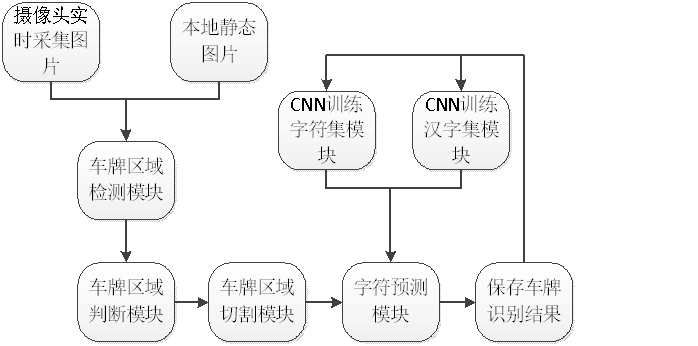 摄像头实
时采集图
片
本地静态
图片
CNN训练
字符集模
块
CNN训练
汉字集模
块
车牌区域
检测模块
车牌区域
判断模块
车牌区域
切割模块
字符预测
模块
保存车牌
识别结果